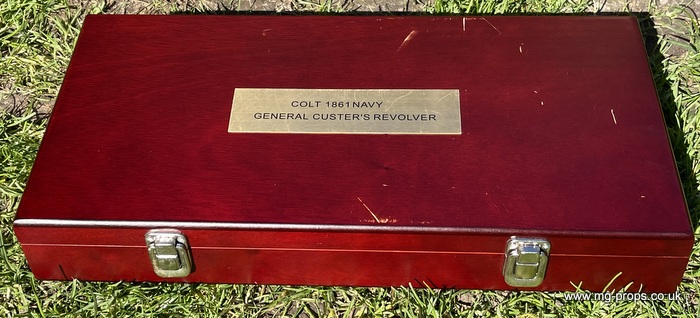 COLT 1861NAVY
GENERAL CUSTER'S REVOLVER
www.mg-props.co.uk